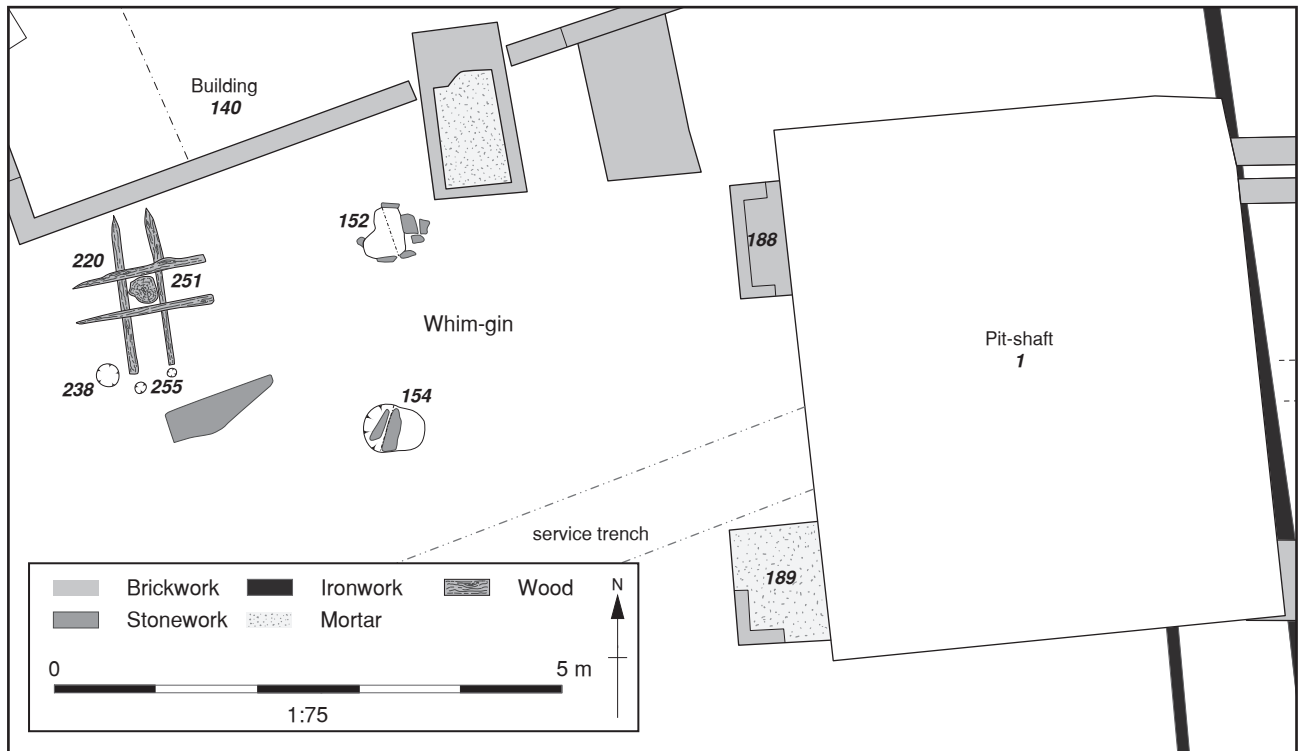 Building
140
152
188
220
251
Whim-gin
Pit-shaft
1
238
255
154
service trench
189
Brickwork
Ironwork
Wood
N
Stonework
Mortar
0
5 m
1:75